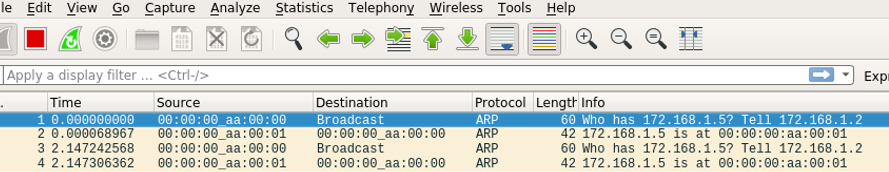 le Edit View Go Capture Analyze Statistics Telephony Wireless Tools Help
Apply a display filter ... <Ctrl-/> Expr
. Time Source Destination Protocol Length Info
1 0.000000000 00:00:00_aa:00:00 Broadcast ARP 60 Who has 172.168.1.5? Tell 172.168.1.2
2 0.000068967 00:00:00_aa:00:01 00:00:00_aa:00:00 ARP 42 172.168.1.5 is at 00:00:00:aa:00:01
3 2.147242568 00:00:00_aa:00:00 Broadcast ARP 60 Who has 172.168.1.5? Tell 172.168.1.2
4 2.147306362 00:00:00_aa:00:01 00:00:00_aa:00:00 ARP 42 172.168.1.5 is at 00:00:00:aa:00:01